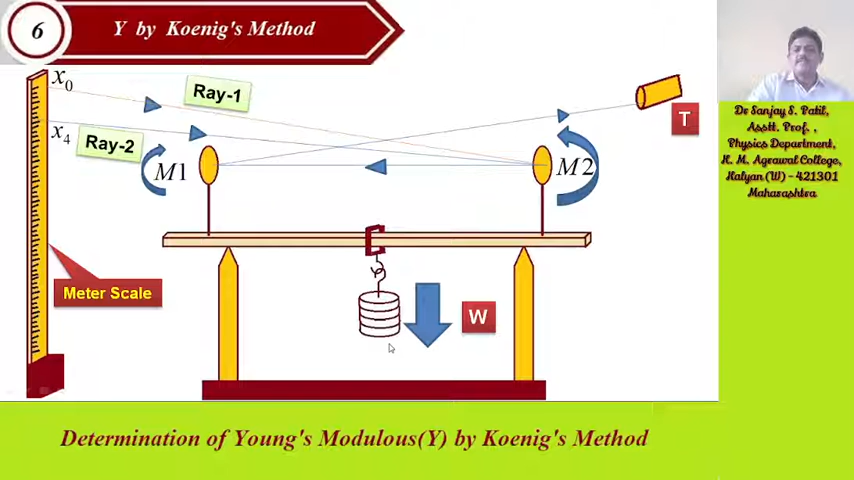 6
Y by Koenig's Method
x0
Ray-1
x4
Ray-2
M1
M2
T
Meter Scale
W
Determination of Young's Modulous(Y) by Koenig's Method
Dr Sanjay S. Patil,
Asstt. Prof. ,
Physics Department,
K. M. Agrawal College,
Kalyan (W) - 421301
Maharashtra